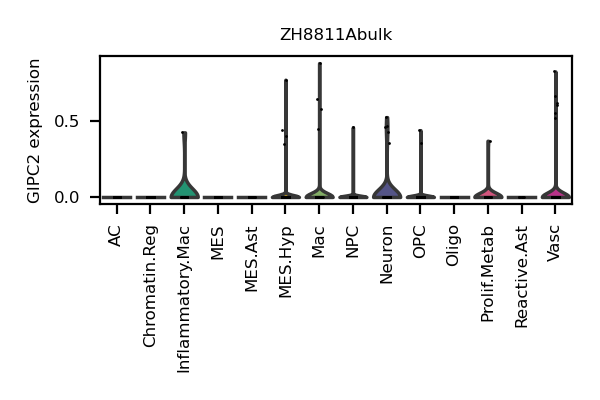 ZH8811Abulk
GIPC2 expression
0.5
0.0
AC
Chromatin.Reg
Inflammatory.Mac
MES
MES.Ast
MES.Hyp
Mac
NPC
Neuron
OPC
Oligo
Prolif.Metab
Reactive.Ast
Vasc